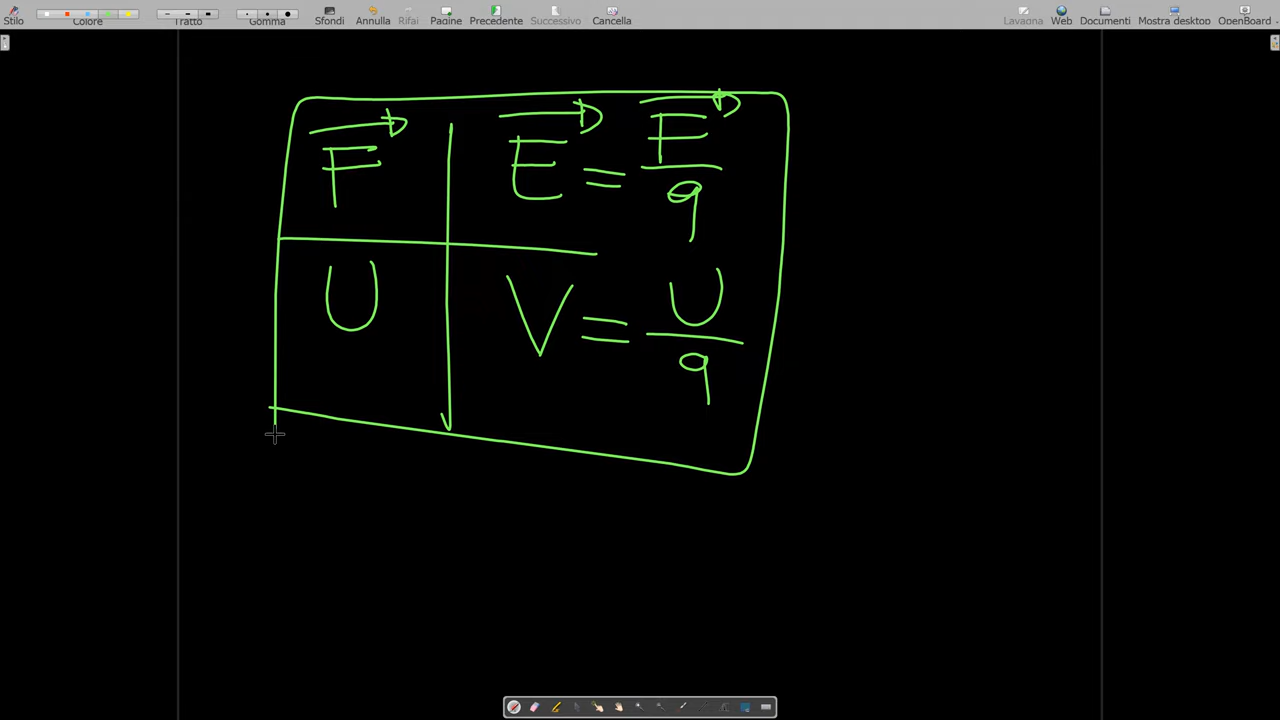 Stilo Colore Tratto Gomma Sfondi Annulla Rifai Pagine Precedente Successivo Cancella Lavagna Web Documenti Mostra desktop OpenBoard
F⃗ E⃗ = F⃗/q
U V = U/q